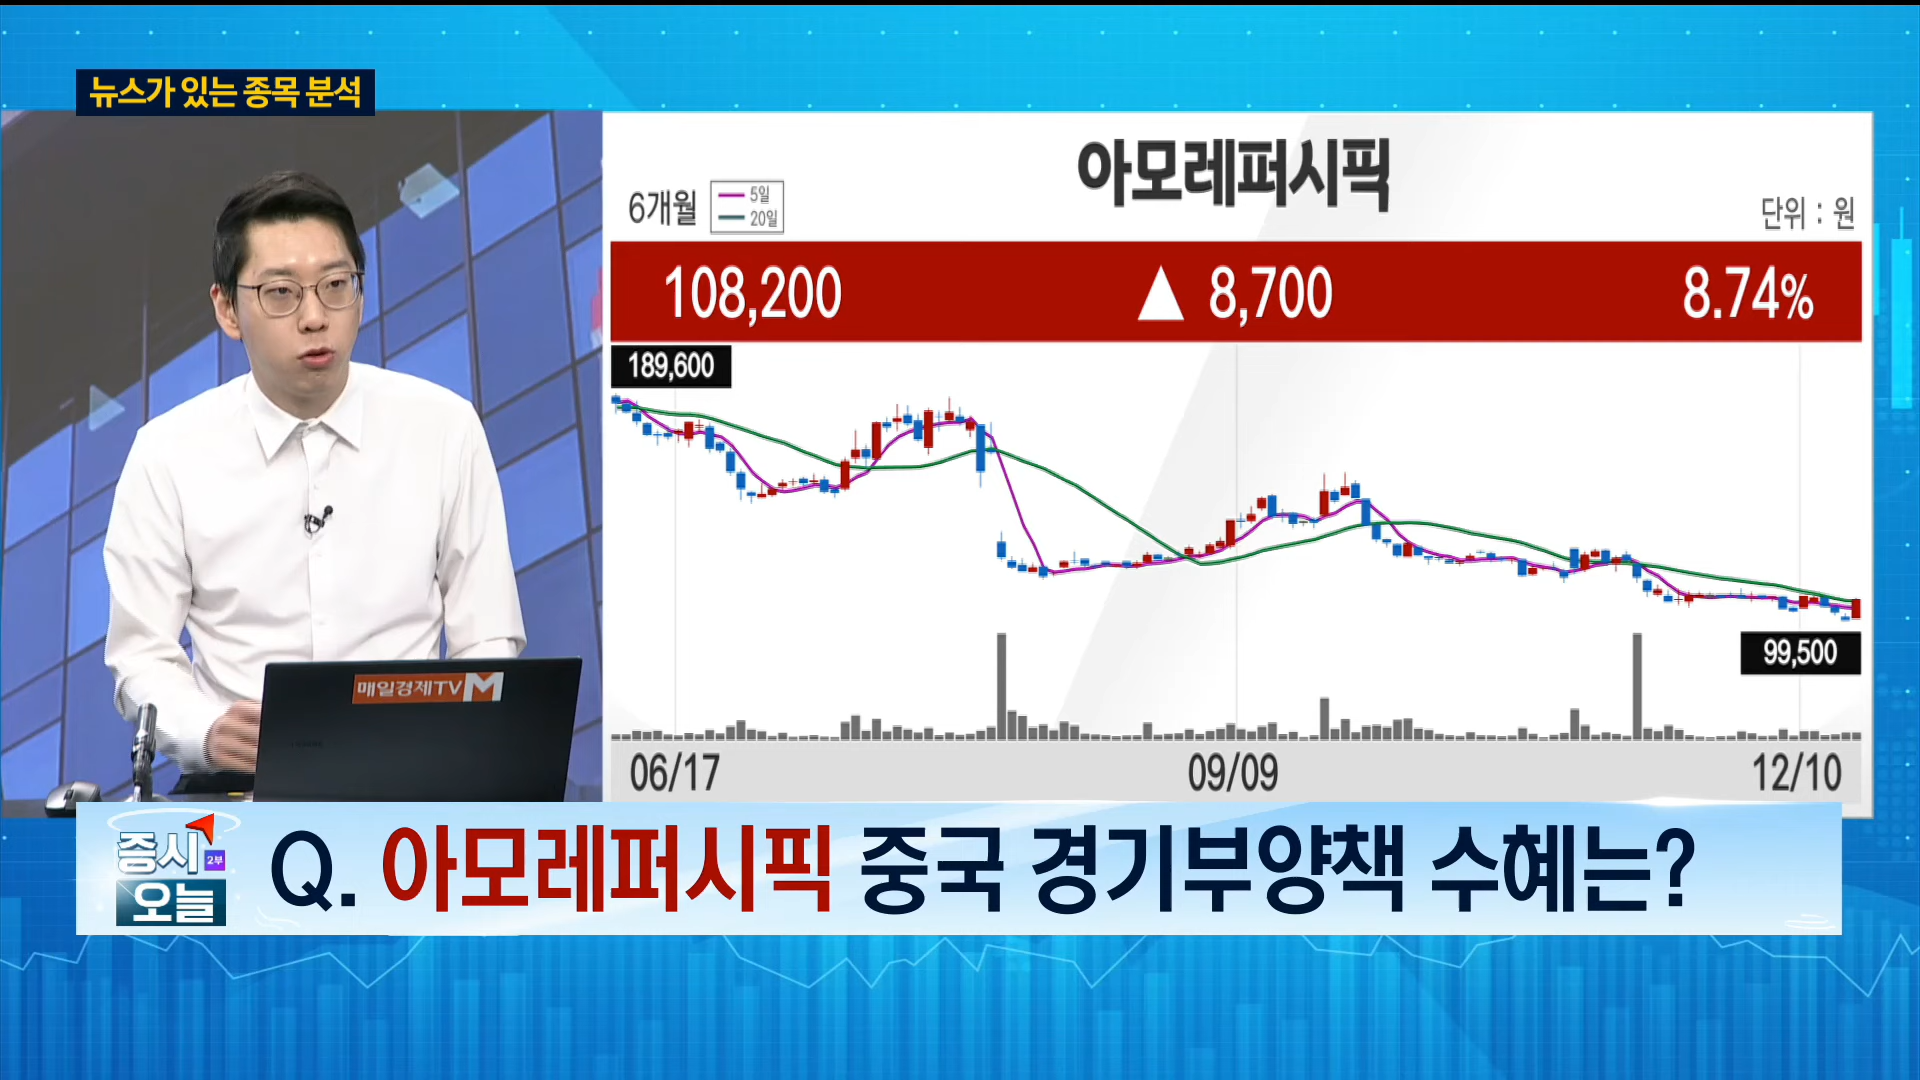 뉴스가 있는 종목 분석
아모레퍼시픽
6개월
5일
20일
단위 : 원
108,200 ▲ 8,700 8.74%
189,600
99,500
06/17 09/09 12/10
매일경제TV M
증시 2부
오늘
Q. 아모레퍼시픽 중국 경기부양책 수혜는?